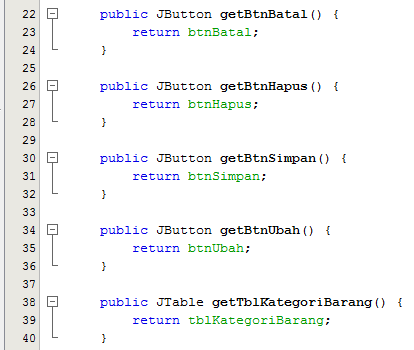 22 public JButton getBtnBatal() {
23 return btnBatal;
24 }
25
26 public JButton getBtnHapus() {
27 return btnHapus;
28 }
29
30 public JButton getBtnSimpan() {
31 return btnSimpan;
32 }
33
34 public JButton getBtnUbah() {
35 return btnUbah;
36 }
37
38 public JTable getTblKategoriBarang() {
39 return tblKategoriBarang;
40 }